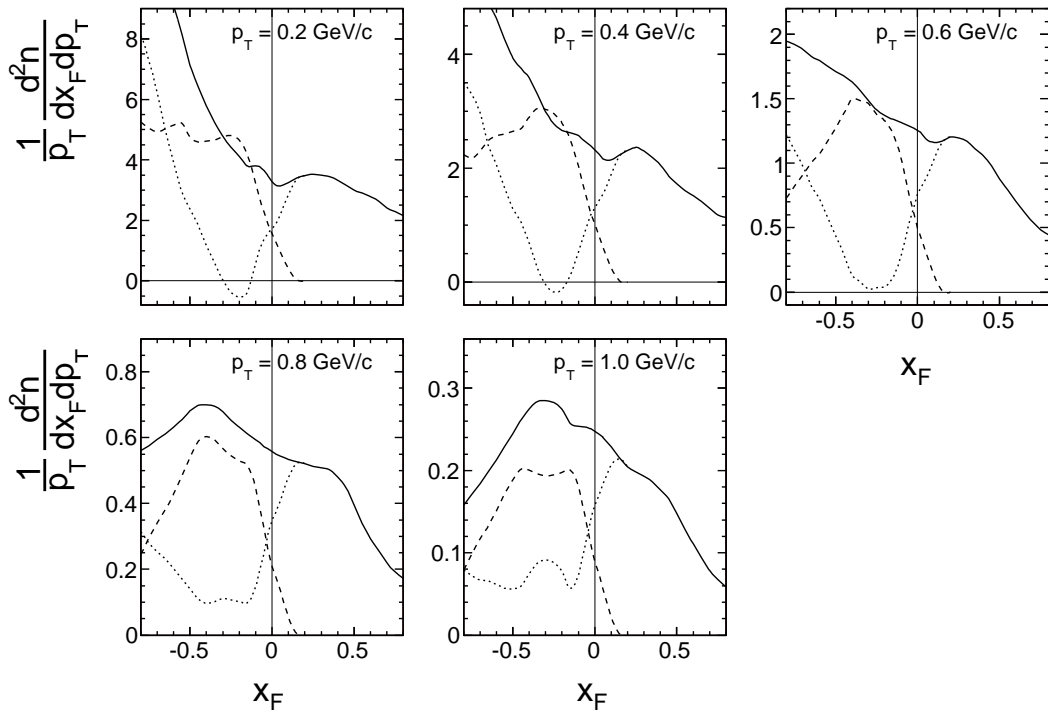 1/p_T d²n/dx_F dp_T
p_T = 0.2 GeV/c
8
6
4
2
0
p_T = 0.4 GeV/c
4
2
0
p_T = 0.6 GeV/c
2
1.5
1
0.5
0
-0.5 0 0.5
x_F
1/p_T d²n/dx_F dp_T
p_T = 0.8 GeV/c
0.8
0.6
0.4
0.2
0
-0.5 0 0.5
x_F
p_T = 1.0 GeV/c
0.3
0.2
0.1
0
-0.5 0 0.5
x_F